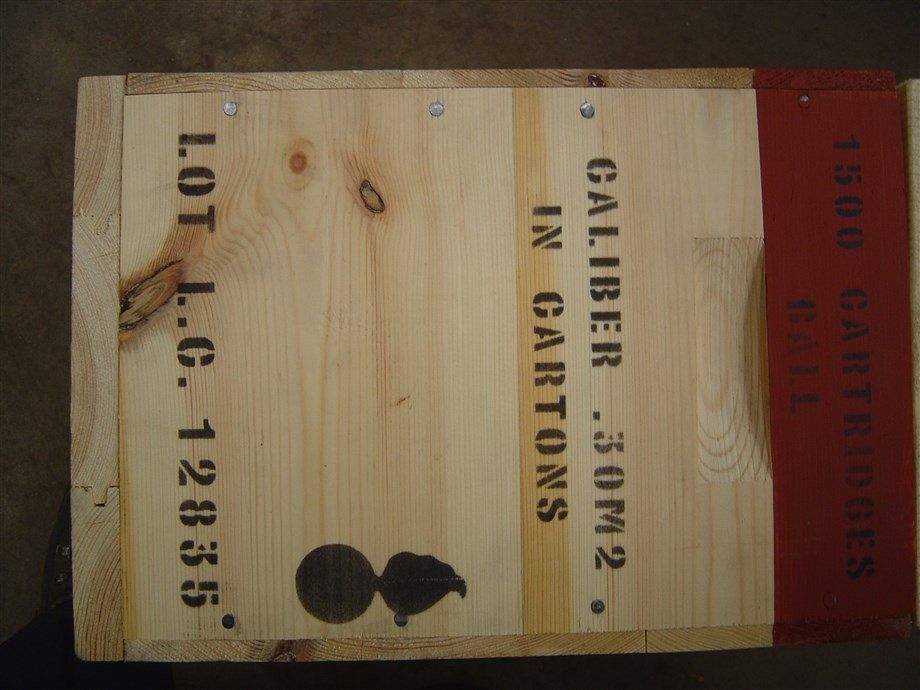 1500 CARTRIDGES
BALL
CALIBER .30M2
IN CARTONS
LOT L.C. 12835